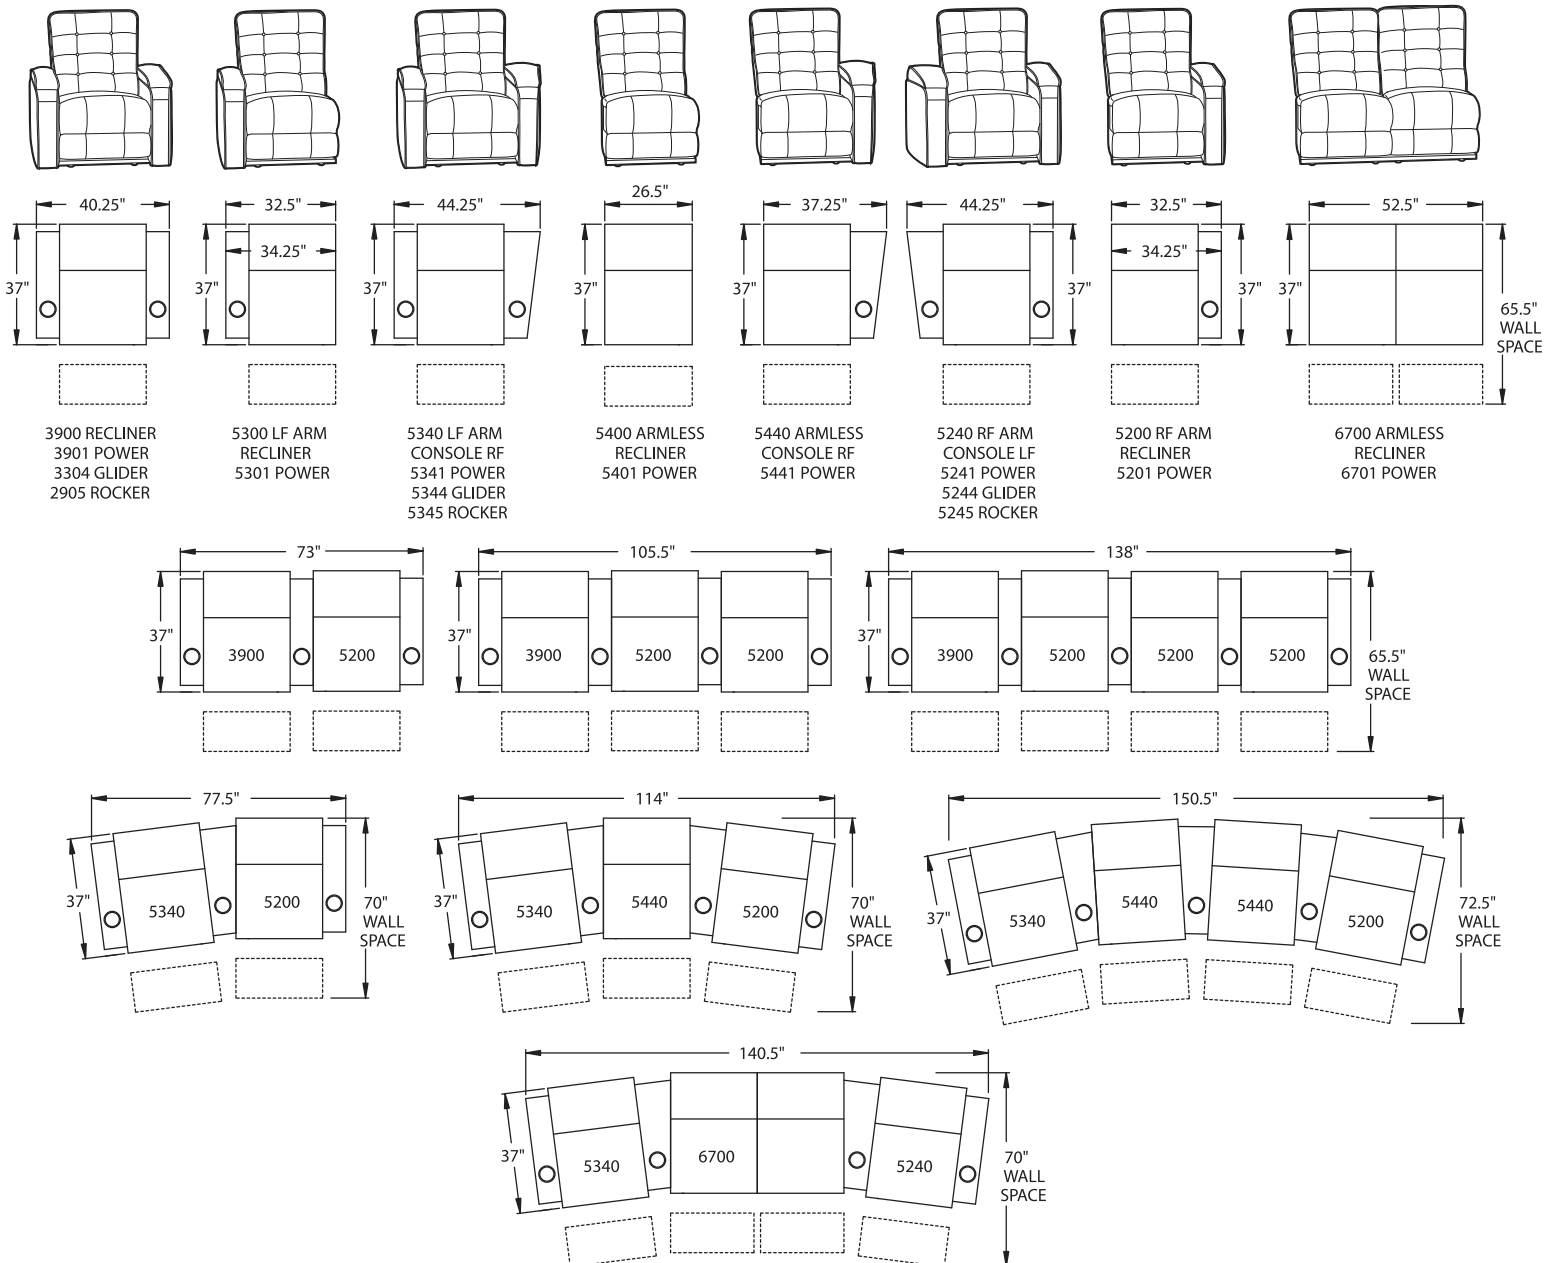 40.25"
32.5"
44.25"
26.5"
37.25"
44.25"
32.5"
52.5"
34.25"
34.25"
37"
37"
37"
37"
37"
37"
37"
37"
65.5"
WALL
SPACE
3900 RECLINER
3901 POWER
3304 GLIDER
2905 ROCKER
5300 LF ARM
RECLINER
5301 POWER
5340 LF ARM
CONSOLE RF
5341 POWER
5344 GLIDER
5345 ROCKER
5400 ARMLESS
RECLINER
5401 POWER
5440 ARMLESS
CONSOLE RF
5441 POWER
5240 RF ARM
CONSOLE LF
5241 POWER
5244 GLIDER
5245 ROCKER
5200 RF ARM
RECLINER
5201 POWER
6700 ARMLESS
RECLINER
6701 POWER
73"
37"
3900
5200
105.5"
37"
3900
5200
5200
138"
37"
3900
5200
5200
5200
65.5"
WALL
SPACE
77.5"
37"
5340
5200
70"
WALL
SPACE
114"
37"
5340
5440
5200
70"
WALL
SPACE
150.5"
37"
5340
5440
5440
5200
72.5"
WALL
SPACE
140.5"
37"
5340
6700
5240
70"
WALL
SPACE